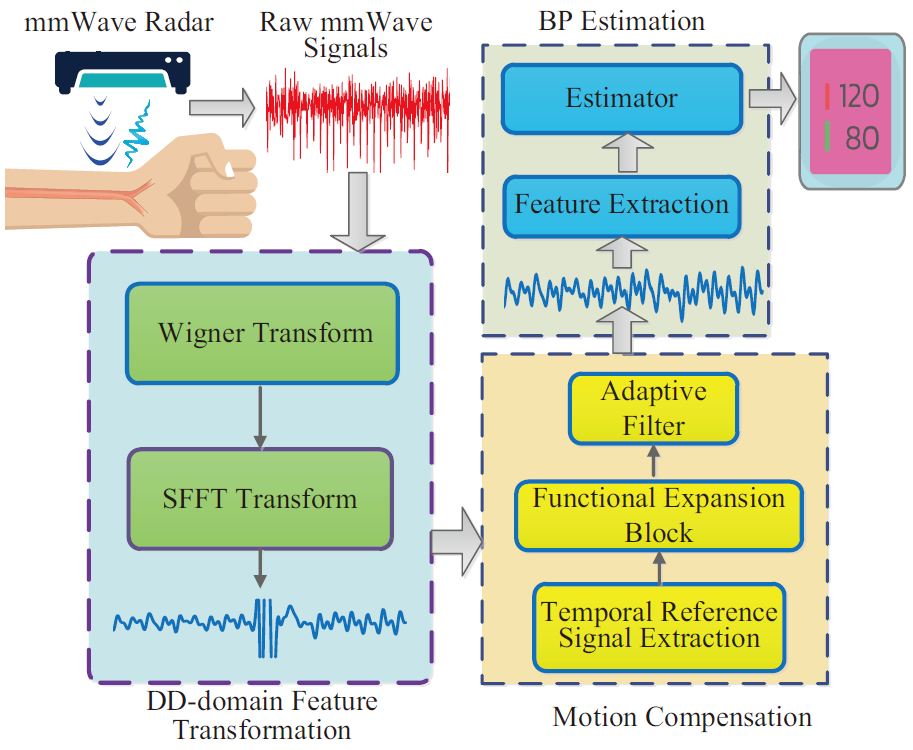 mmWave Radar
Raw mmWave
Signals
Wigner Transform
SFFT Transform
DD-domain Feature
Transformation
Temporal Reference
Signal Extraction
Functional Expansion
Block
Adaptive
Filter
Motion Compensation
BP Estimation
Feature Extraction
Estimator
120
80